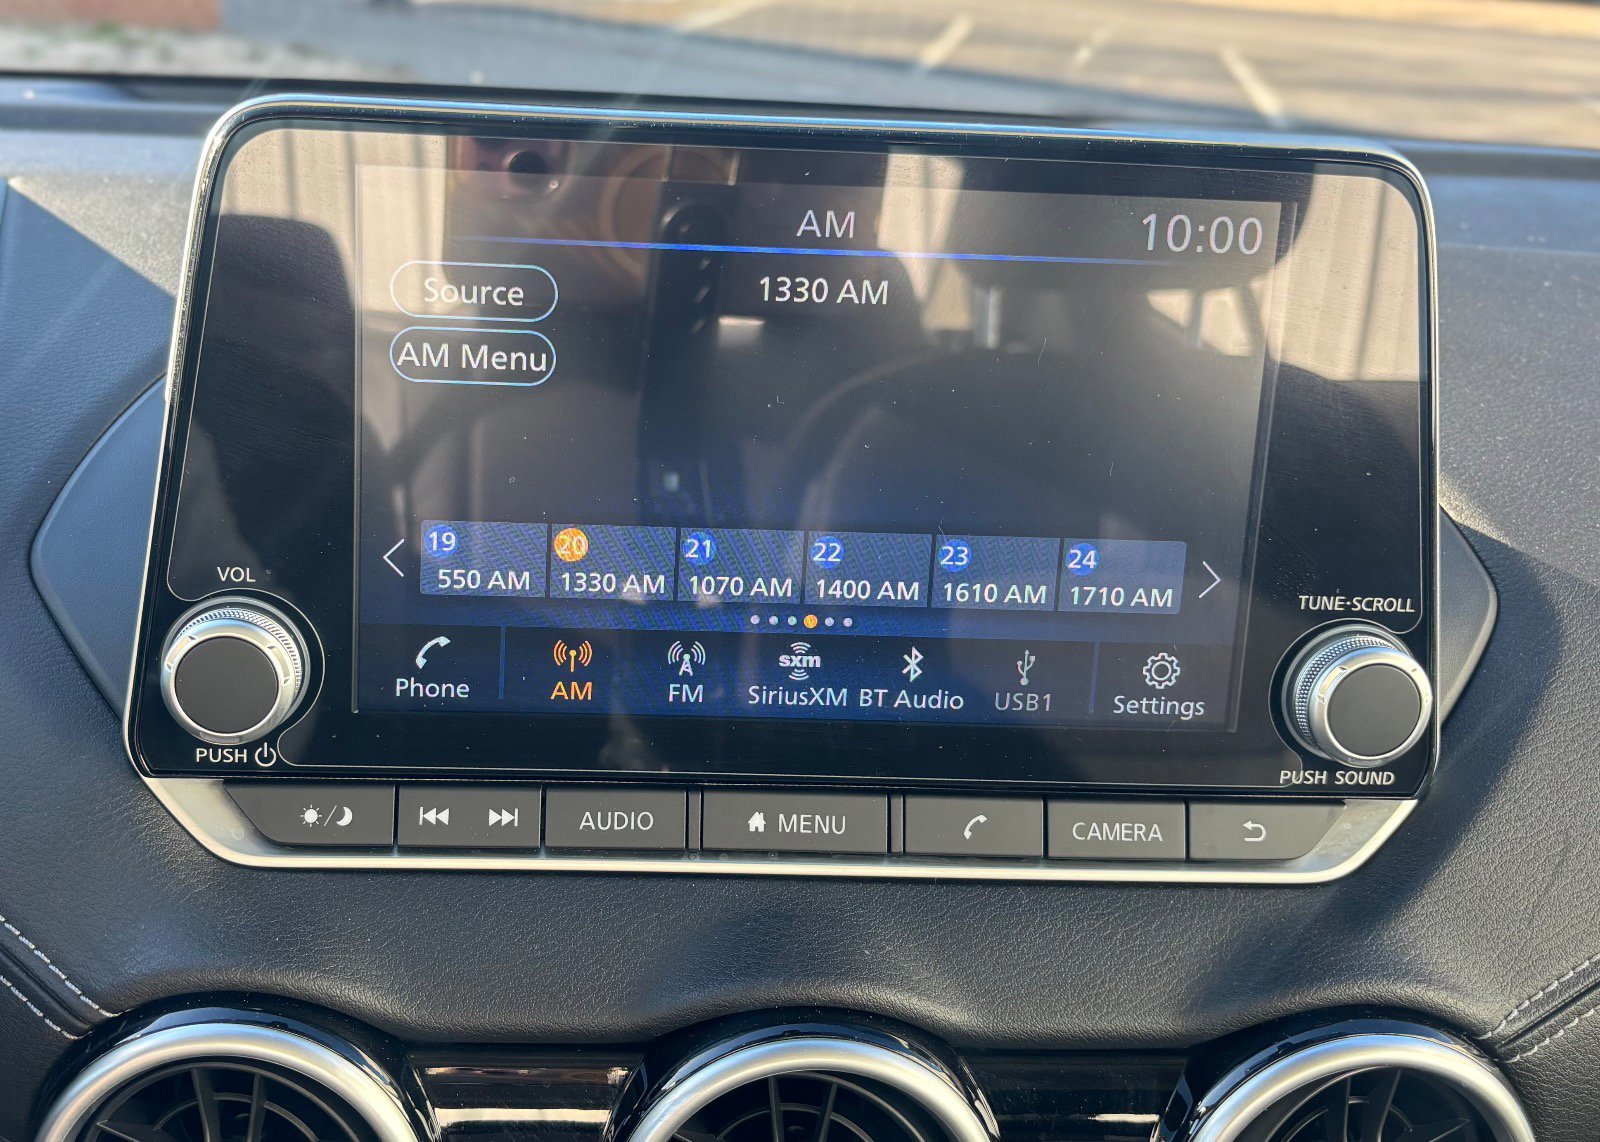 AM
10:00
Source
1330 AM
AM Menu
19
20
21
22
23
24
550 AM
1330 AM
1070 AM
1400 AM
1610 AM
1710 AM
VOL
TUNE·SCROLL
Phone
AM
FM
sxm
SiriusXM
BT Audio
USB1
Settings
PUSH
PUSH SOUND
AUDIO
MENU
CAMERA